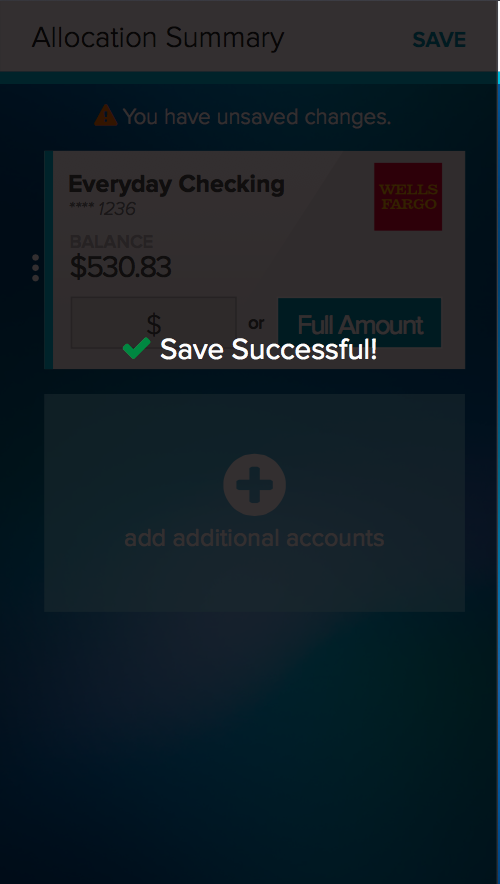 Allocation Summary
SAVE
You have unsaved changes.
Everyday Checking
**** 1236
WELLS
FARGO
BALANCE
$530.83
$
or
Full Amount
Save Successful!
add additional accounts